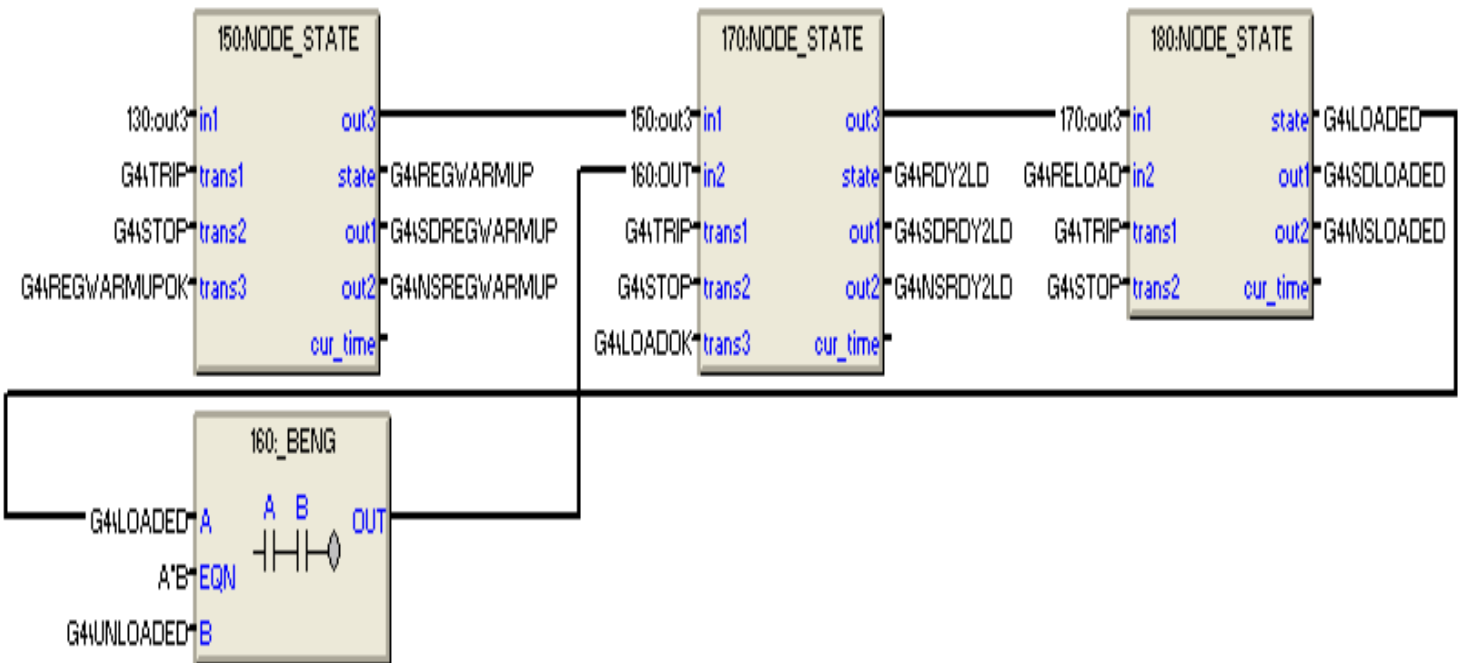 150:NODE_STATE
130:out3 in1 out3
G4\TRIP trans1 state G4\REGWARMUP
G4\STOP trans2 out1 G4\SDREGWARMUP
G4\REGWARMUPOK trans3 out2 G4\NSREGWARMUP
cur_time
170:NODE_STATE
150:out3 in1 out3
160:OUT in2 state G4\RDY2LD
G4\TRIP trans1 out1 G4\SDRDY2LD
G4\STOP trans2 out2 G4\NSRDY2LD
G4\LOADOK trans3 cur_time
180:NODE_STATE
170:out3 in1 state G4\LOADED
G4\RELOAD in2 out1 G4\SDLOADED
G4\TRIP trans1 out2 G4\NSLOADED
G4\STOP trans2 cur_time
160:_BENG
A B
G4\LOADED A OUT
A*B EQN
G4\UNLOADED B